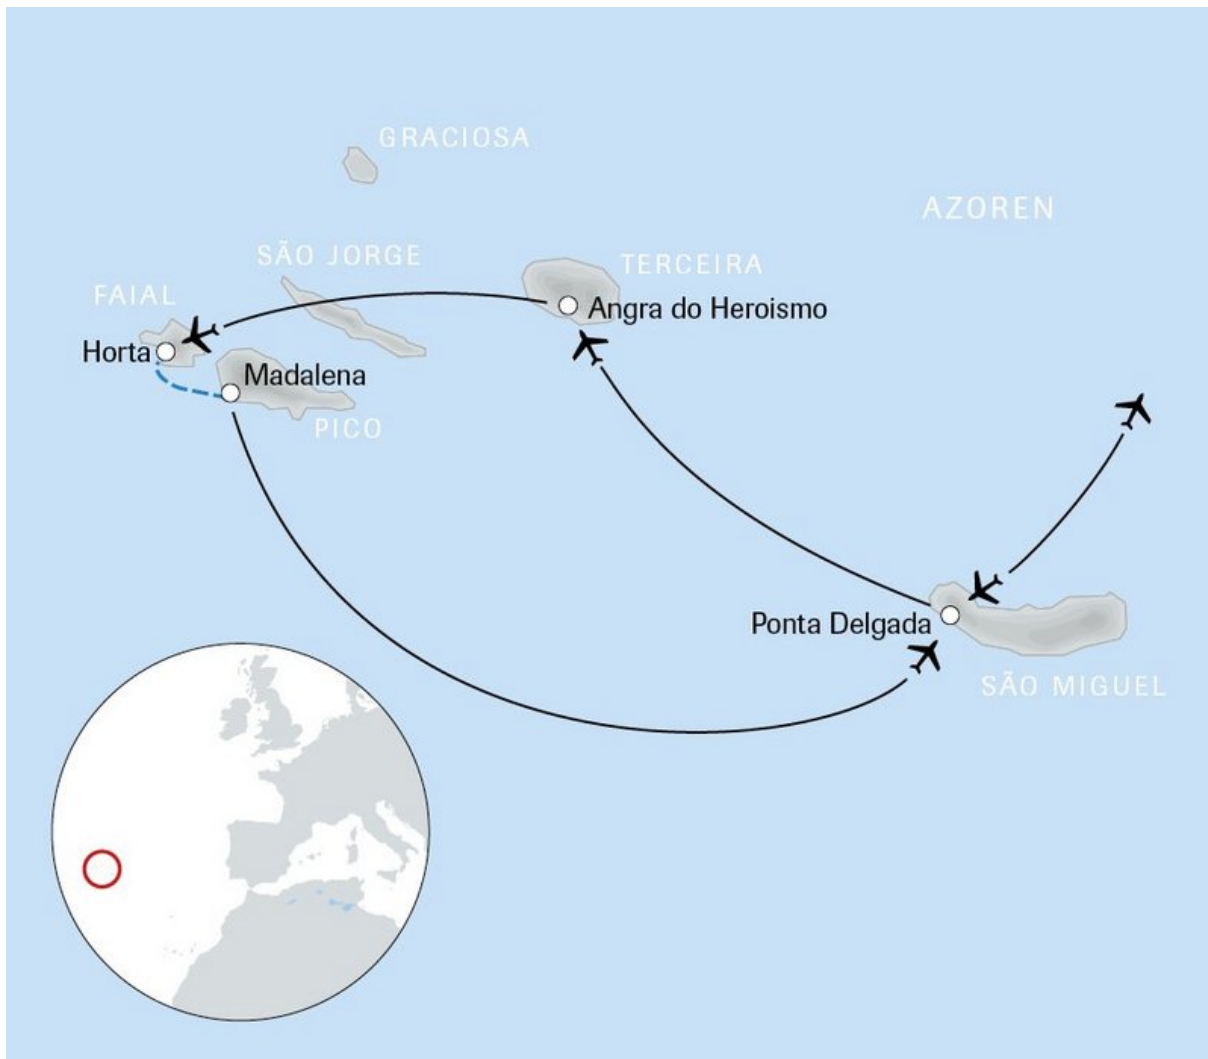 GRACIOSA
AZOREN
SÃO JORGE
TERCEIRA
FAIAL
Angra do Heroismo
Horta
Madalena
PICO
Ponta Delgada
SÃO MIGUEL